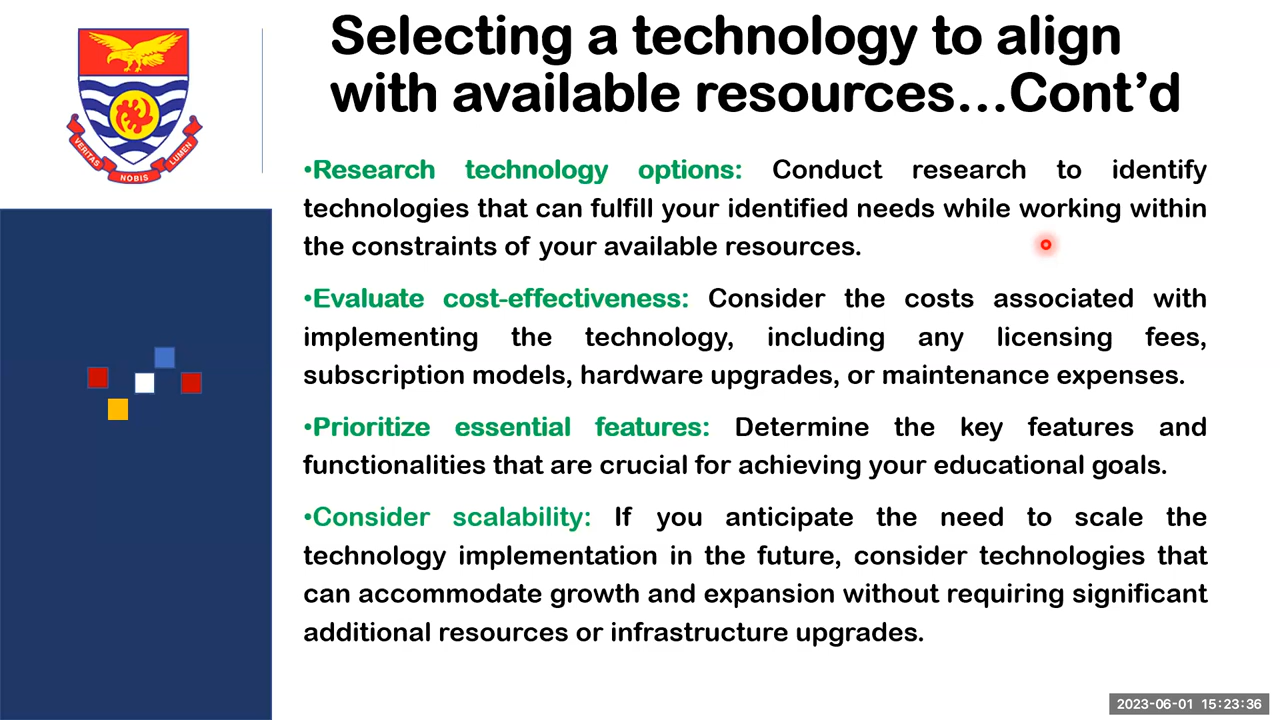 Selecting a technology to align
with available resources...Cont’d
VERITAS NOBIS LUMEN
•Research technology options: Conduct research to identify
technologies that can fulfill your identified needs while working within
the constraints of your available resources.
•Evaluate cost-effectiveness: Consider the costs associated with
implementing the technology, including any licensing fees,
subscription models, hardware upgrades, or maintenance expenses.
•Prioritize essential features: Determine the key features and
functionalities that are crucial for achieving your educational goals.
•Consider scalability: If you anticipate the need to scale the
technology implementation in the future, consider technologies that
can accommodate growth and expansion without requiring significant
additional resources or infrastructure upgrades.
2023-06-01 15:23:36